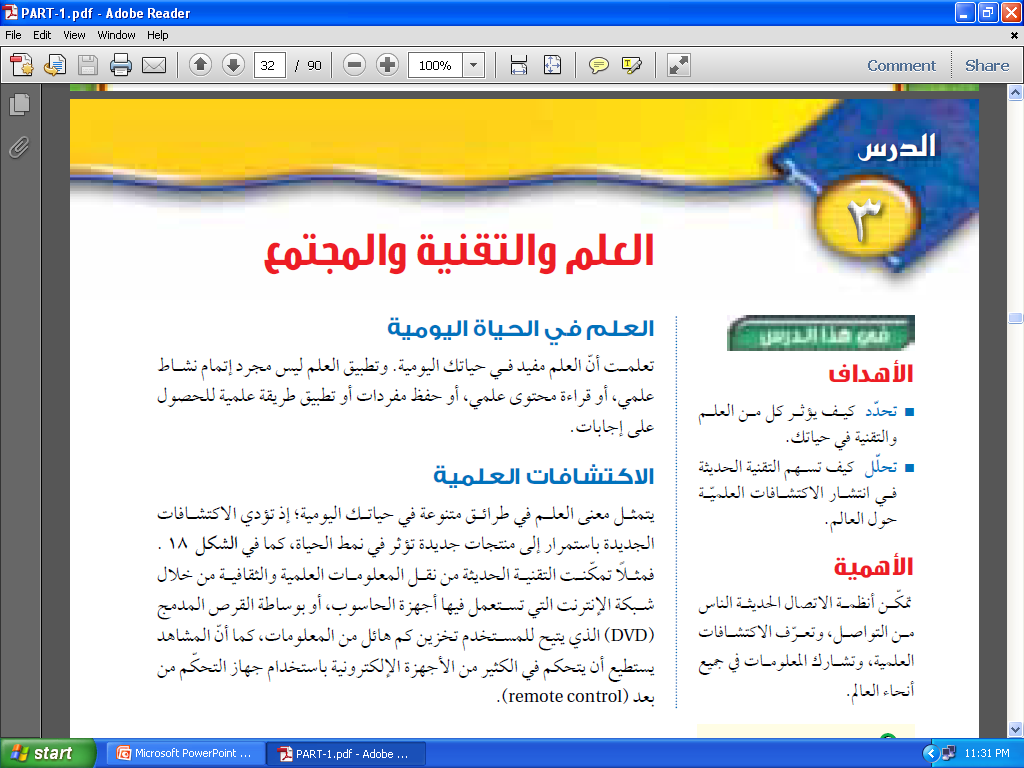 PART-1.pdf - Adobe Reader
File Edit View Window Help
32 / 90 100% Comment Share
الدرس
٣
العلم والتقنية والمجتمع
العلم في الحياة اليومية
تعلمت أنّ العلم مفيد في حياتك اليومية. وتطبيق العلم ليس مجرد إتمام نشاط
علمي، أو قراءة محتوى علمي، أو حفظ مفردات أو تطبيق طريقة علمية للحصول
على إجابات.
الاكتشافات العلمية
يتمثل معنى العلم في طرائق متنوعة في حياتك اليومية؛ إذ تؤدي الاكتشافات
الجديدة باستمرار إلى منتجات جديدة تؤثر في نمط الحياة، كما في الشكل ١٨ .
فمثلًا تمكّنت التقنية الحديثة من نقل المعلومات العلمية والثقافية من خلال
شبكة الإنترنت التي تستعمل فيها أجهزة الحاسوب، أو بوساطة القرص المدمج
(DVD) الذي يتيح للمستخدم تخزين كم هائل من المعلومات، كما أنّ المشاهد
يستطيع أن يتحكم في الكثير من الأجهزة الإلكترونية باستخدام جهاز التحكّم من
بعد (remote control).
في هذا الدرس
الأهداف
■ تحدّد كيف يؤثر كل من العلم
والتقنية في حياتك.
■ تحلّل كيف تسهم التقنية الحديثة
في انتشار الاكتشافات العلميّة
حول العالم.
الأهمية
تمكّن أنظمة الاتصال الحديثة الناس
من التواصل، وتعرّف الاكتشافات
العلمية، وتشارك المعلومات في جميع
أنحاء العالم.
start Microsoft PowerPoint ... PART-1.pdf - Adobe ... 11:31 PM